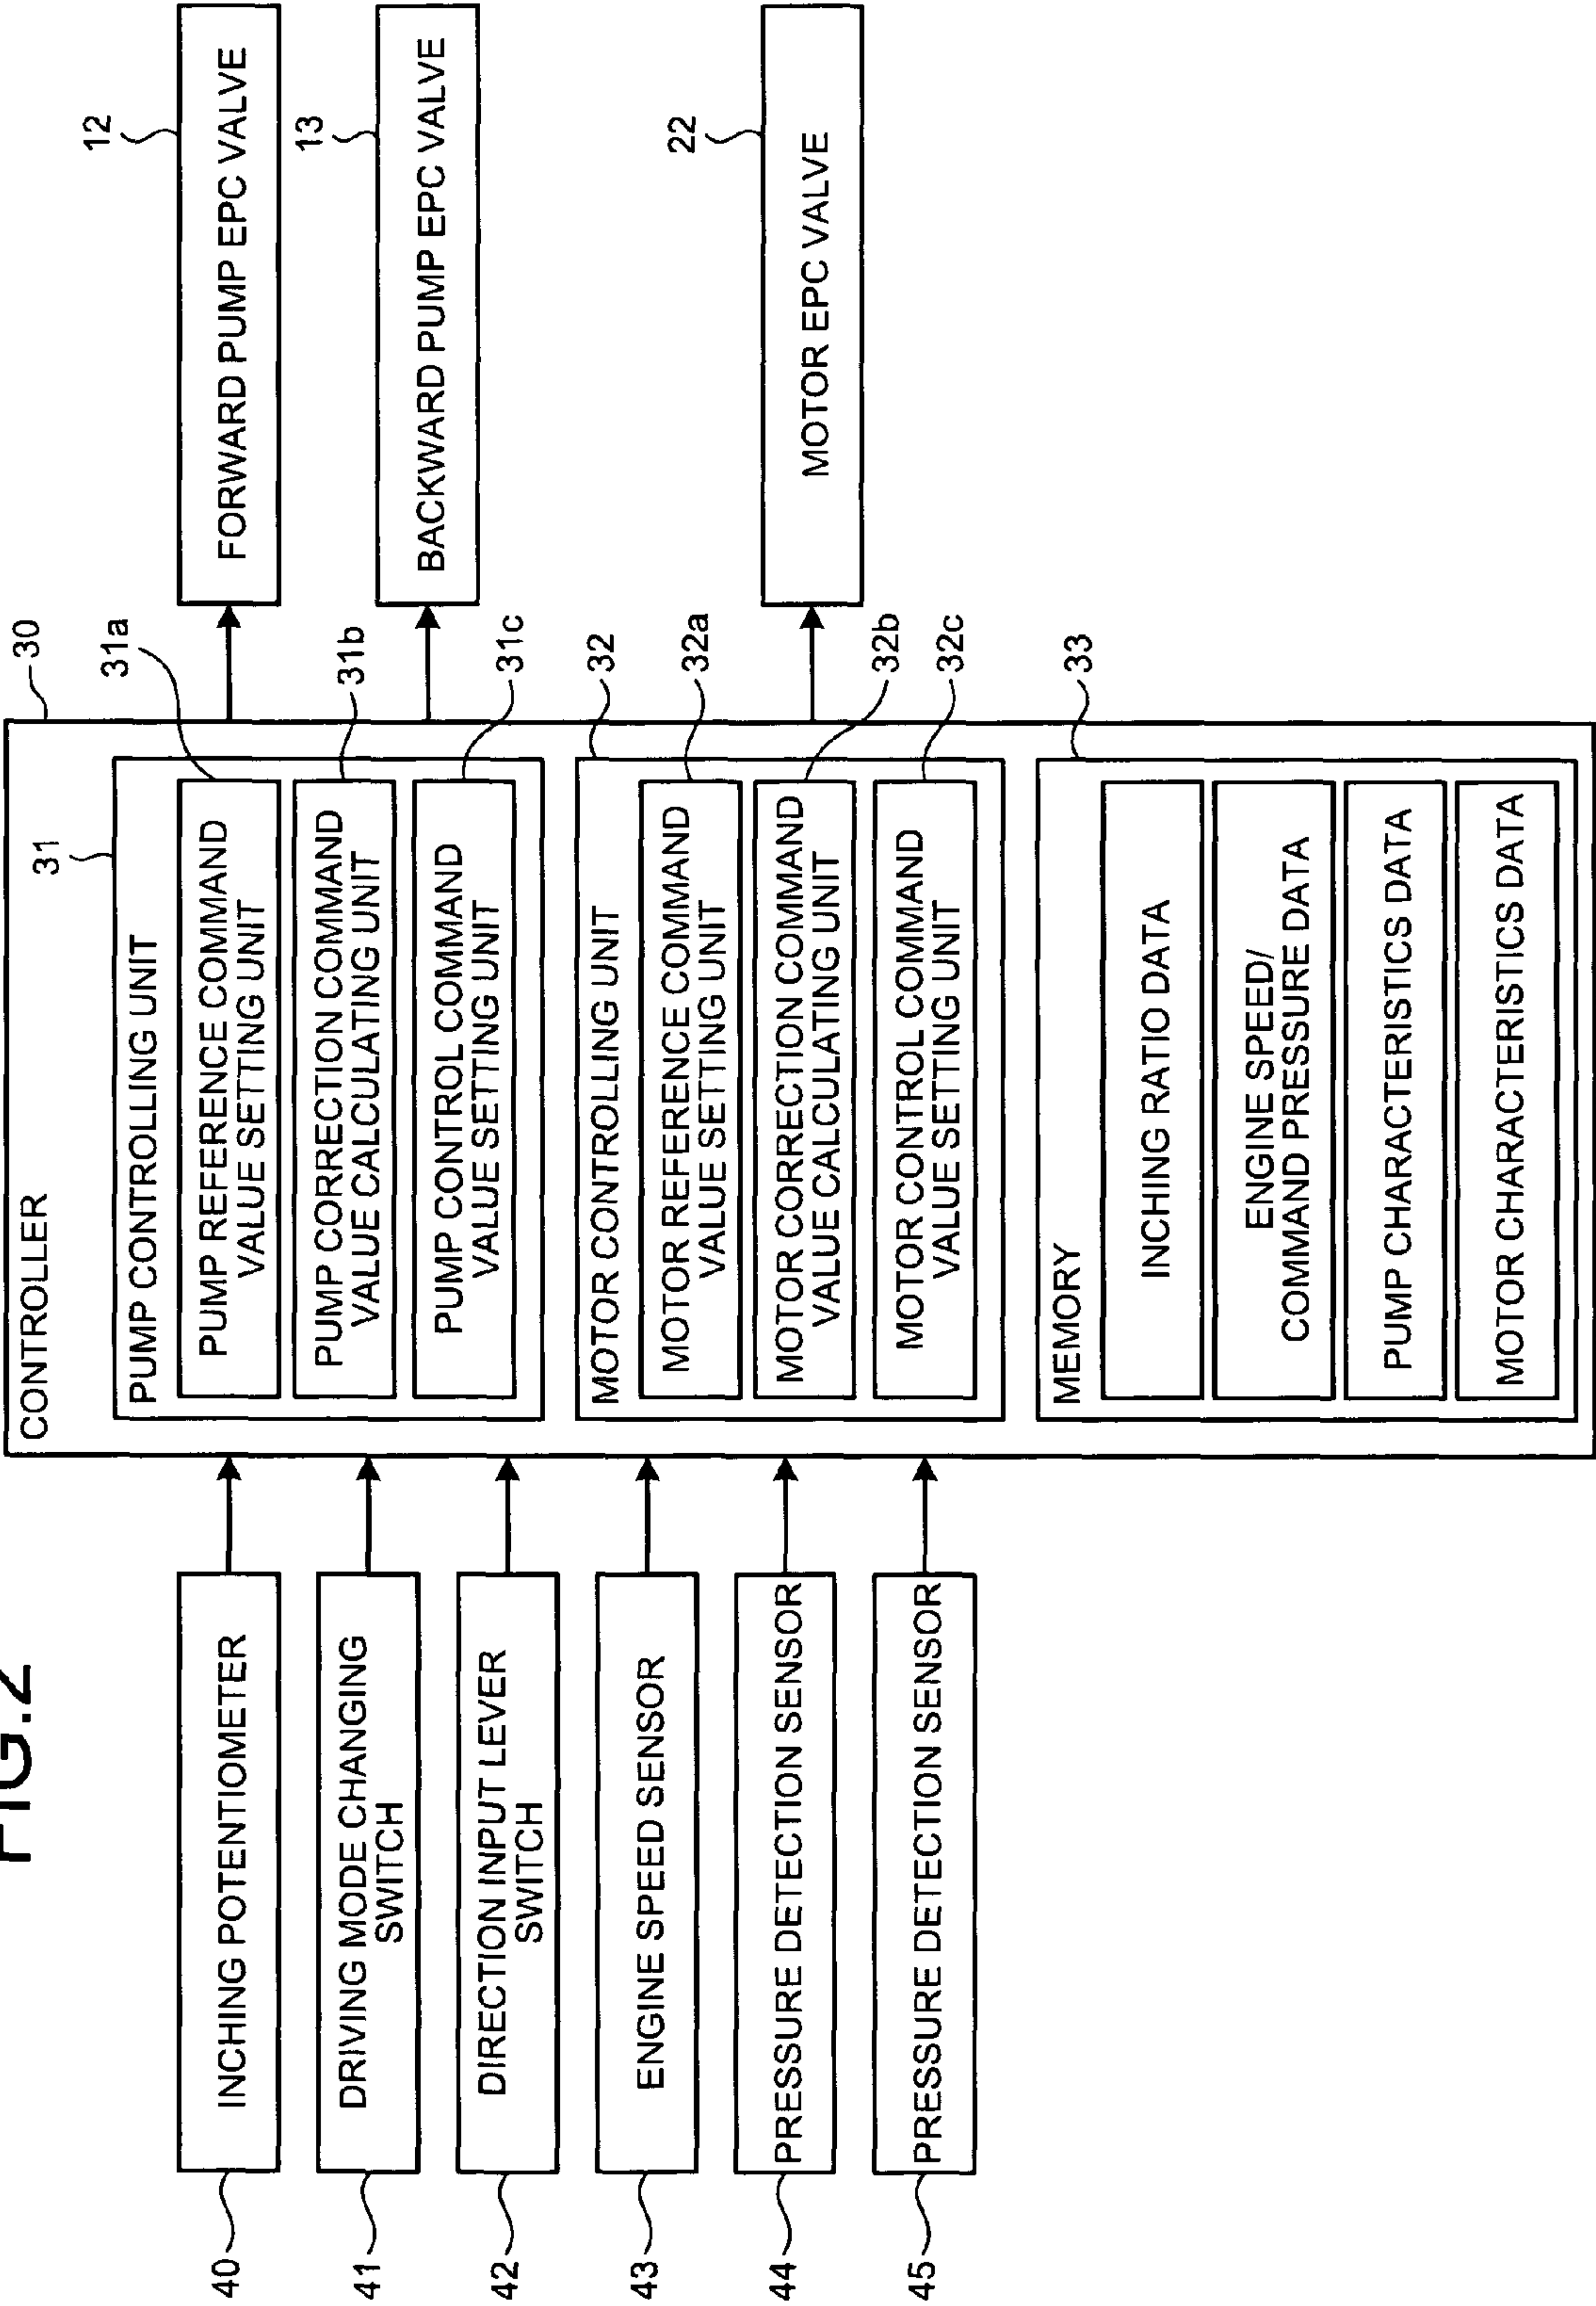 FIG.2
40
INCHING POTENTIOMETER
41
DRIVING MODE CHANGING
SWITCH
42
DIRECTION INPUT LEVER
SWITCH
43
ENGINE SPEED SENSOR
44
PRESSURE DETECTION SENSOR
45
PRESSURE DETECTION SENSOR
CONTROLLER
30
31
PUMP CONTROLLING UNIT
PUMP REFERENCE COMMAND
VALUE SETTING UNIT
31a
PUMP CORRECTION COMMAND
VALUE CALCULATING UNIT
31b
PUMP CONTROL COMMAND
VALUE SETTING UNIT
31c
MOTOR CONTROLLING UNIT
32
MOTOR REFERENCE COMMAND
VALUE SETTING UNIT
32a
MOTOR CORRECTION COMMAND
VALUE CALCULATING UNIT
32b
MOTOR CONTROL COMMAND
VALUE SETTING UNIT
32c
MEMORY
33
INCHING RATIO DATA
ENGINE SPEED/
COMMAND PRESSURE DATA
PUMP CHARACTERISTICS DATA
MOTOR CHARACTERISTICS DATA
12
FORWARD PUMP EPC VALVE
13
BACKWARD PUMP EPC VALVE
22
MOTOR EPC VALVE